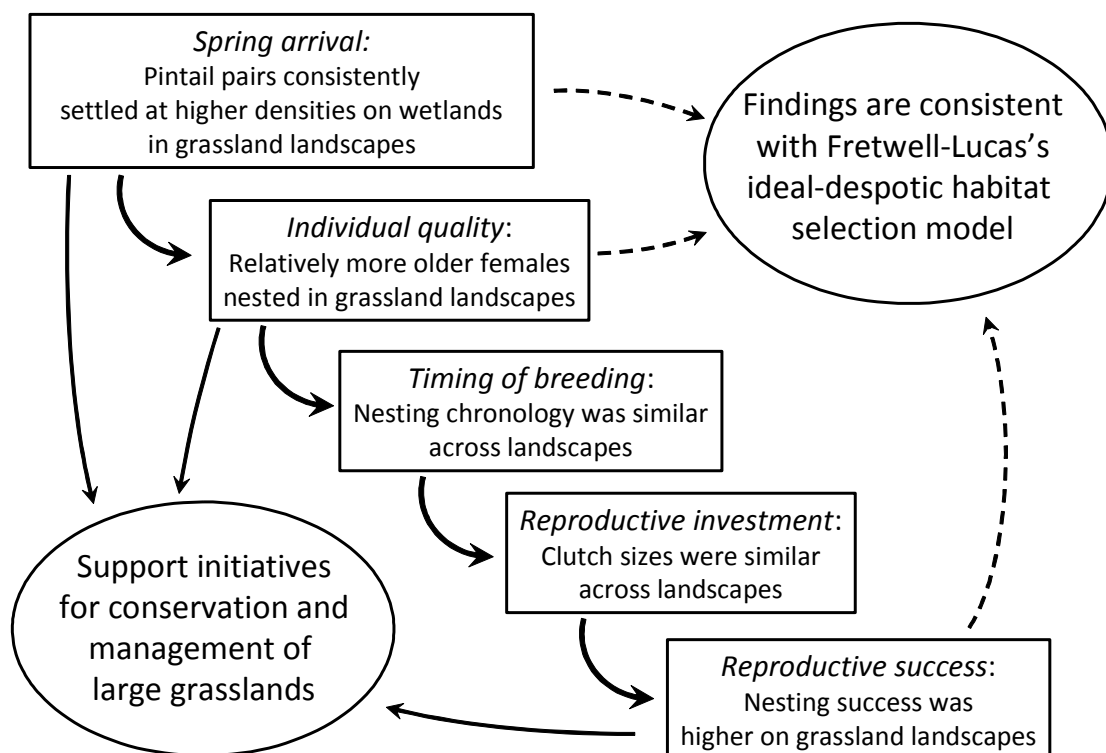 Spring arrival:
Pintail pairs consistently
settled at higher densities on wetlands
in grassland landscapes
Findings are consistent
with Fretwell-Lucas's
ideal-despotic habitat
selection model
Individual quality:
Relatively more older females
nested in grassland landscapes
Timing of breeding:
Nesting chronology was similar
across landscapes
Reproductive investment:
Clutch sizes were similar
across landscapes
Support initiatives
for conservation and
management of
large grasslands
Reproductive success:
Nesting success was
higher on grassland landscapes